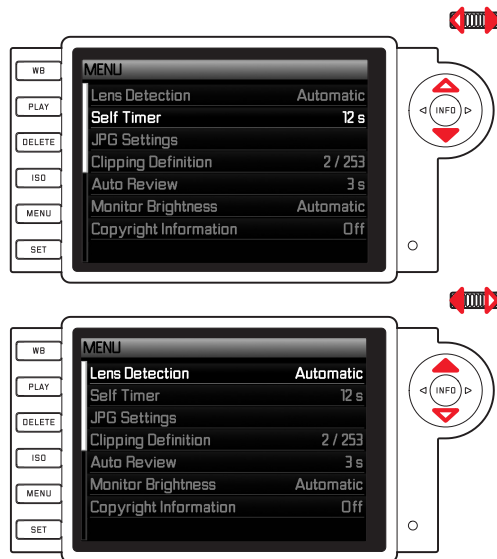 WB
PLAY
DELETE
ISO
MENU
SET
MENU
Lens Detection Automatic
Self Timer 12 s
JPG Settings
Clipping Definition 2 / 253
Auto Review 3 s
Monitor Brightness Automatic
Copyright Information Off
INFO
WB
PLAY
DELETE
ISO
MENU
SET
MENU
Lens Detection Automatic
Self Timer 12 s
JPG Settings
Clipping Definition 2 / 253
Auto Review 3 s
Monitor Brightness Automatic
Copyright Information Off
INFO